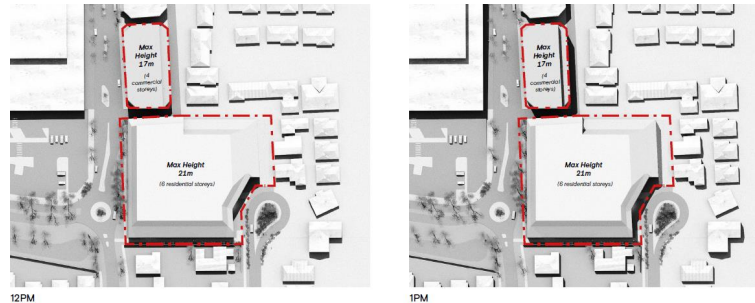 Max
Height
17m
(4
commercial
storeys)
Max Height
21m
(6 residential storeys)
12PM
Max
Height
17m
(4
commercial
storeys)
Max Height
21m
(6 residential storeys)
1PM